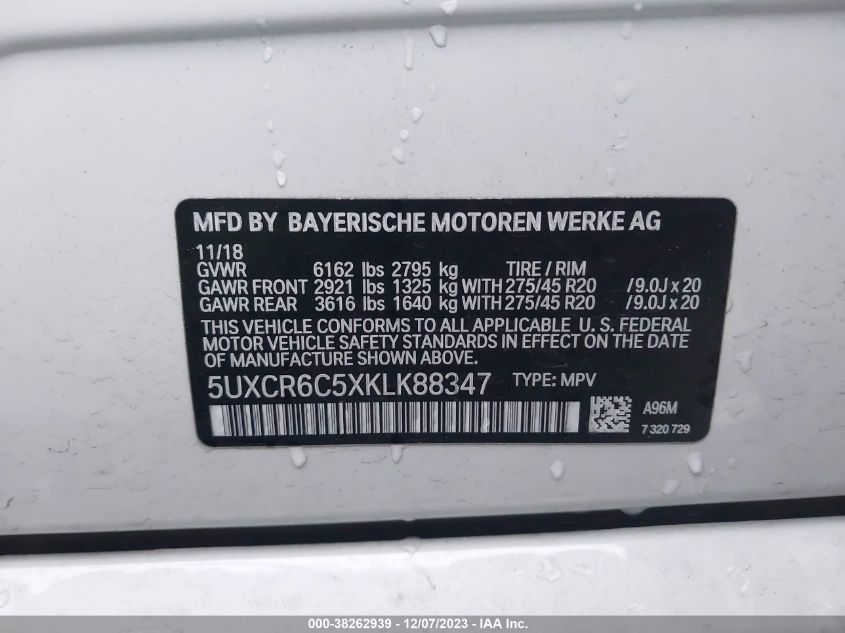 MFD BY BAYERISCHE MOTOREN WERKE AG
11/18
GVWR 6162 lbs 2795 kg TIRE / RIM
GAWR FRONT 2921 lbs 1325 kg WITH 275/45 R20 /9.0J x 20
GAWR REAR 3616 lbs 1640 kg WITH 275/45 R20 /9.0J x 20
THIS VEHICLE CONFORMS TO ALL APPLICABLE U. S. FEDERAL
MOTOR VEHICLE SAFETY STANDARDS IN EFFECT ON THE DATE
OF MANUFACTURE SHOWN ABOVE.
5UXCR6C5XKLK88347 TYPE: MPV
A96M
7 320 729
000-38262939 - 12/07/2023 - IAA Inc.